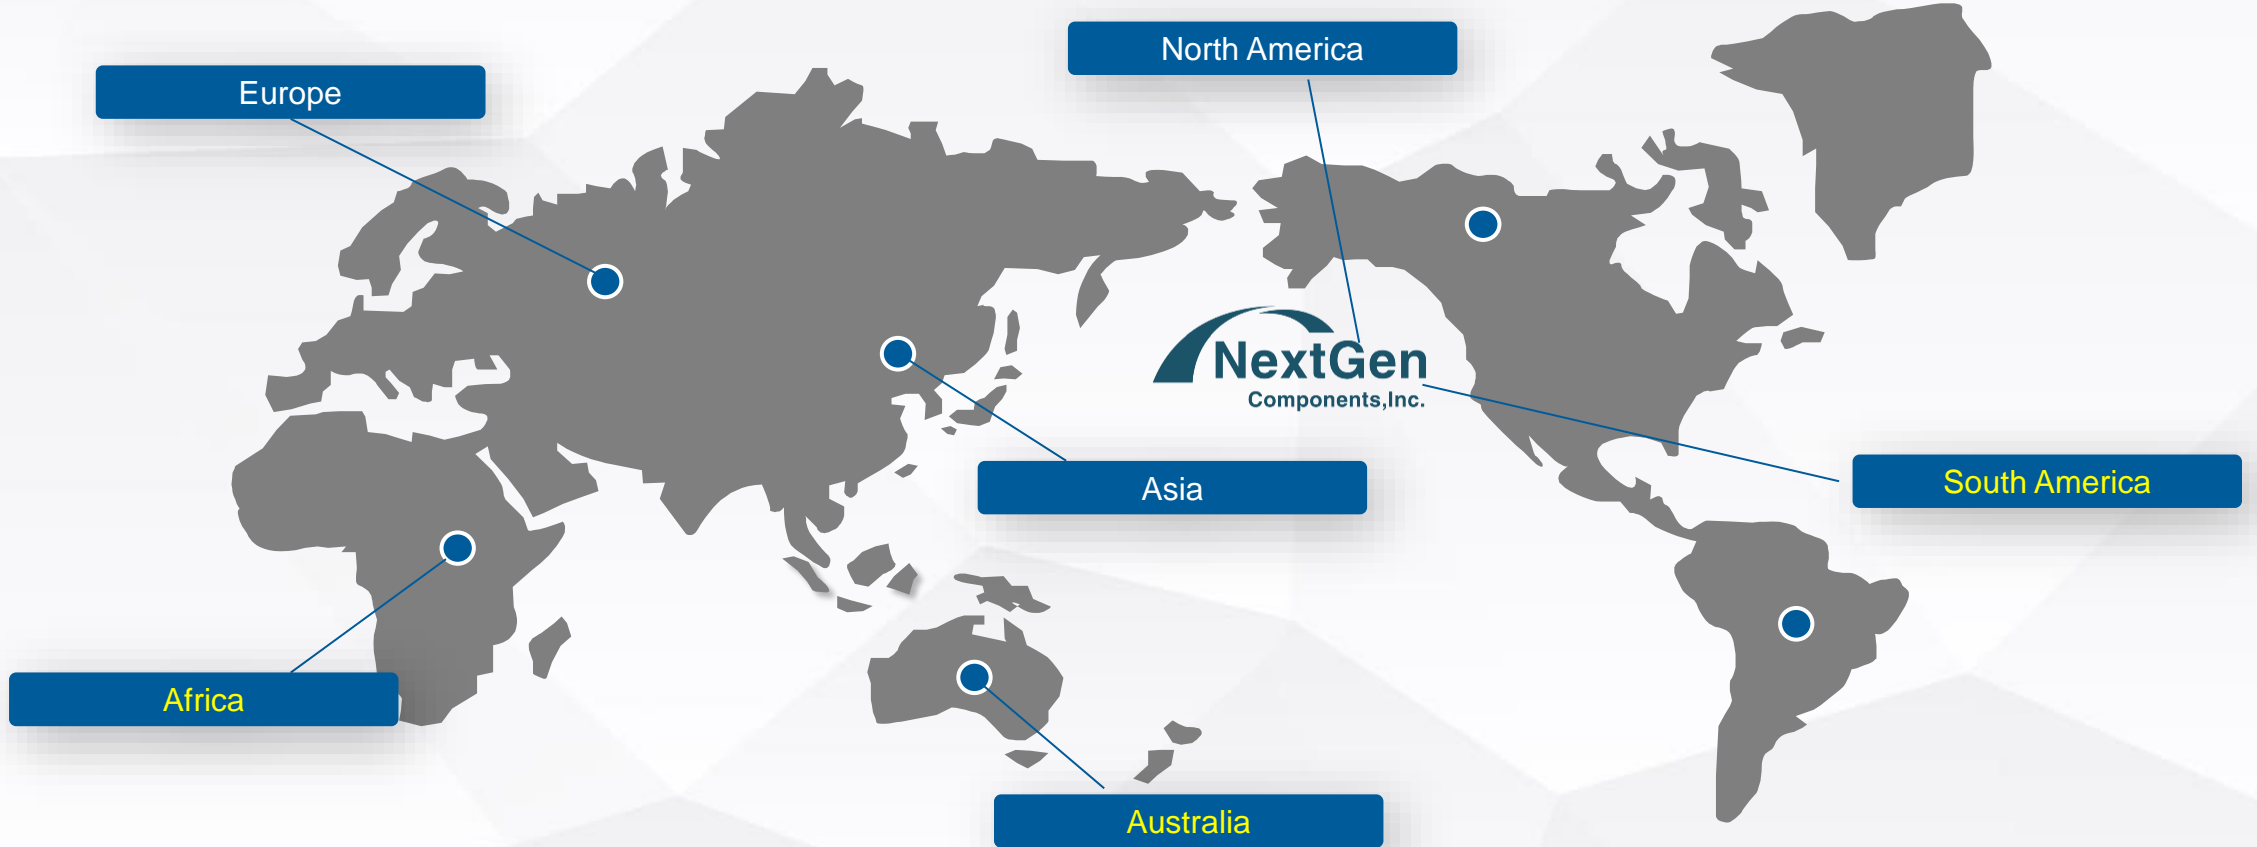 North America
Europe
NextGen
Components,Inc.
Asia
South America
Africa
Australia